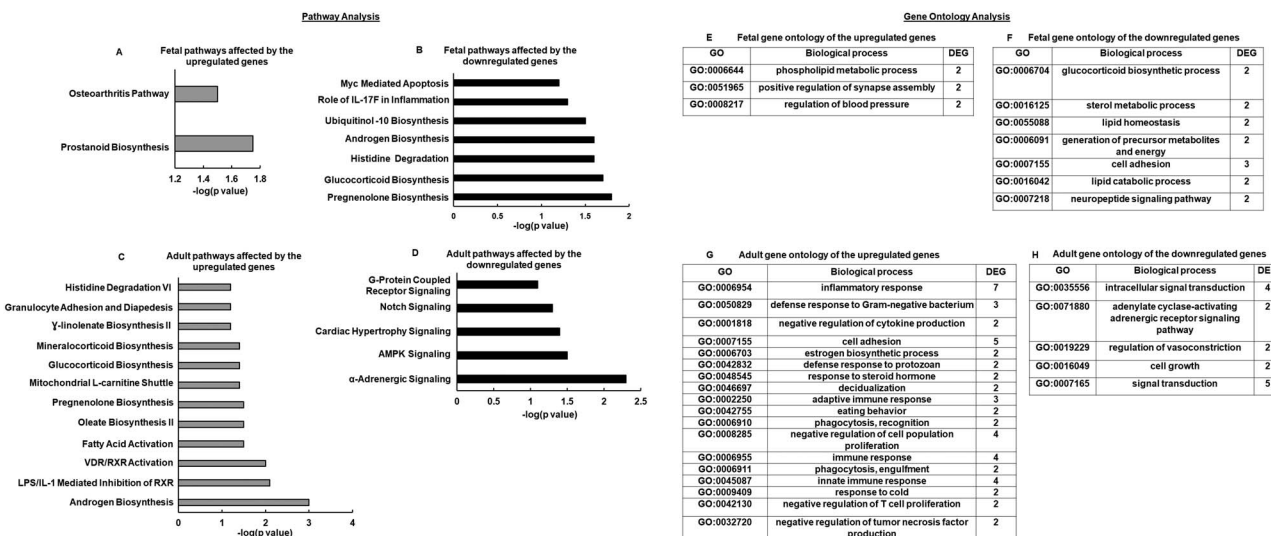 Pathway Analysis
A
Fetal pathways affected by the
upregulated genes
Osteoarthritis Pathway
Prostanoid Biosynthesis
1.2 1.4 1.6 1.8
-log(p value)
B
Fetal pathways affected by the
downregulated genes
Myc Mediated Apoptosis
Role of IL-17F in Inflammation
Ubiquitinol -10 Biosynthesis
Androgen Biosynthesis
Histidine Degradation
Glucocorticoid Biosynthesis
Pregnenolone Biosynthesis
0 0.5 1 1.5 2
-log(p value)
C
Adult pathways affected by the
upregulated genes
Histidine Degradation VI
Granulocyte Adhesion and Diapedesis
Ɣ-linolenate Biosynthesis II
Mineralocorticoid Biosynthesis
Glucocorticoid Biosynthesis
Mitochondrial L-carnitine Shuttle
Pregnenolone Biosynthesis
Oleate Biosynthesis II
Fatty Acid Activation
VDR/RXR Activation
LPS/IL-1 Mediated Inhibition of RXR
Androgen Biosynthesis
0 1 2 3 4
-log(p value)
D
Adult pathways affected by the
downregulated genes
G-Protein Coupled
Receptor Signaling
Notch Signaling
Cardiac Hypertrophy Signaling
AMPK Signaling
α-Adrenergic Signaling
0 0.5 1 1.5 2 2.5
-log(p value)
Gene Ontology Analysis
E Fetal gene ontology of the upregulated genes
GO Biological process DEG
GO:0006644 phospholipid metabolic process 2
GO:0051965 positive regulation of synapse assembly 2
GO:0008217 regulation of blood pressure 2
F Fetal gene ontology of the downregulated genes
GO Biological process DEG
GO:0006704 glucocorticoid biosynthetic process 2
GO:0016125 sterol metabolic process 2
GO:0055088 lipid homeostasis 2
GO:0006091 generation of precursor metabolites 2
and energy
GO:0007155 cell adhesion 3
GO:0016042 lipid catabolic process 2
GO:0007218 neuropeptide signaling pathway 2
G Adult gene ontology of the upregulated genes
GO Biological process DEG
GO:0006954 inflammatory response 7
GO:0050829 defense response to Gram-negative bacterium 3
GO:0001818 negative regulation of cytokine production 2
GO:0007155 cell adhesion 5
GO:0006703 estrogen biosynthetic process 2
GO:0042832 defense response to protozoan 2
GO:0048545 response to steroid hormone 2
GO:0046697 decidualization 2
GO:0002250 adaptive immune response 3
GO:0042755 eating behavior 2
GO:0006910 phagocytosis, recognition 2
GO:0008285 negative regulation of cell population 4
proliferation
GO:0006955 immune response 4
GO:0006911 phagocytosis, engulfment 2
GO:0045087 innate immune response 4
GO:0009409 response to cold 2
GO:0042130 negative regulation of T cell proliferation 2
GO:0032720 negative regulation of tumor necrosis factor 2
production
H Adult gene ontology of the downregulated genes
GO Biological process DE
GO:0035556 intracellular signal transduction 4
GO:0071880 adenylate cyclase-activating 2
adrenergic receptor signaling
pathway
GO:0019229 regulation of vasoconstriction 2
GO:0016049 cell growth 2
GO:0007165 signal transduction 5